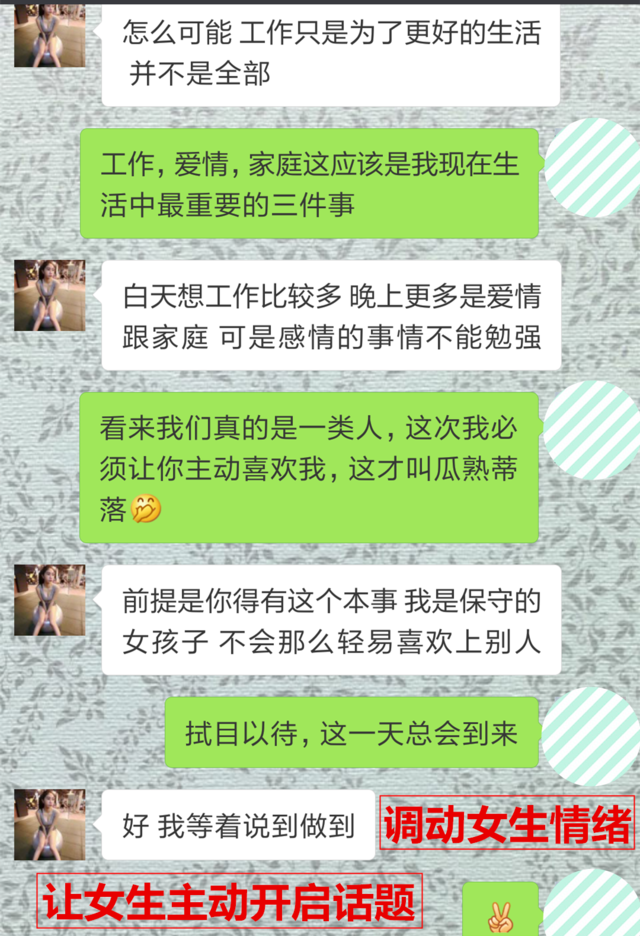 怎么可能 工作只是为了更好的生活
并不是全部
工作，爱情，家庭这应该是我现在生
活中最重要的三件事
白天想工作比较多 晚上更多是爱情
跟家庭 可是感情的事情不能勉强
看来我们真的是一类人，这次我必
须让你主动喜欢我，这才叫瓜熟蒂
落🤭
前提是你得有这个本事 我是保守的
女孩子 不会那么轻易喜欢上别人
拭目以待，这一天总会到来
好 我等着说到做到
调动女生情绪
让女生主动开启话题
✌